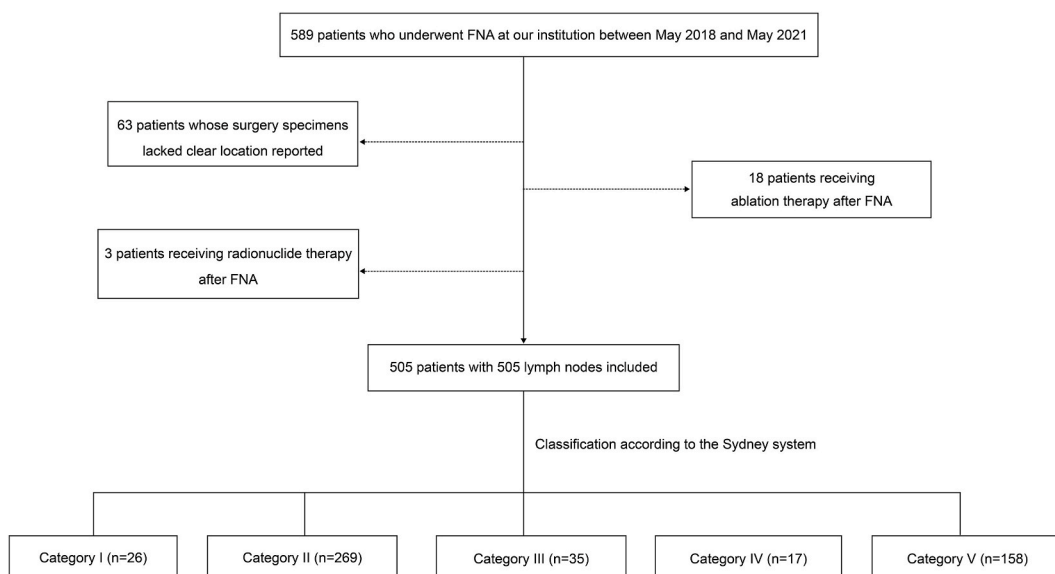 589 patients who underwent FNA at our institution between May 2018 and May 2021
63 patients whose surgery specimens
lacked clear location reported
18 patients receiving
ablation therapy after FNA
3 patients receiving radionuclide therapy
after FNA
505 patients with 505 lymph nodes included
Classification according to the Sydney system
Category I (n=26)
Category II (n=269)
Category III (n=35)
Category IV (n=17)
Category V (n=158)